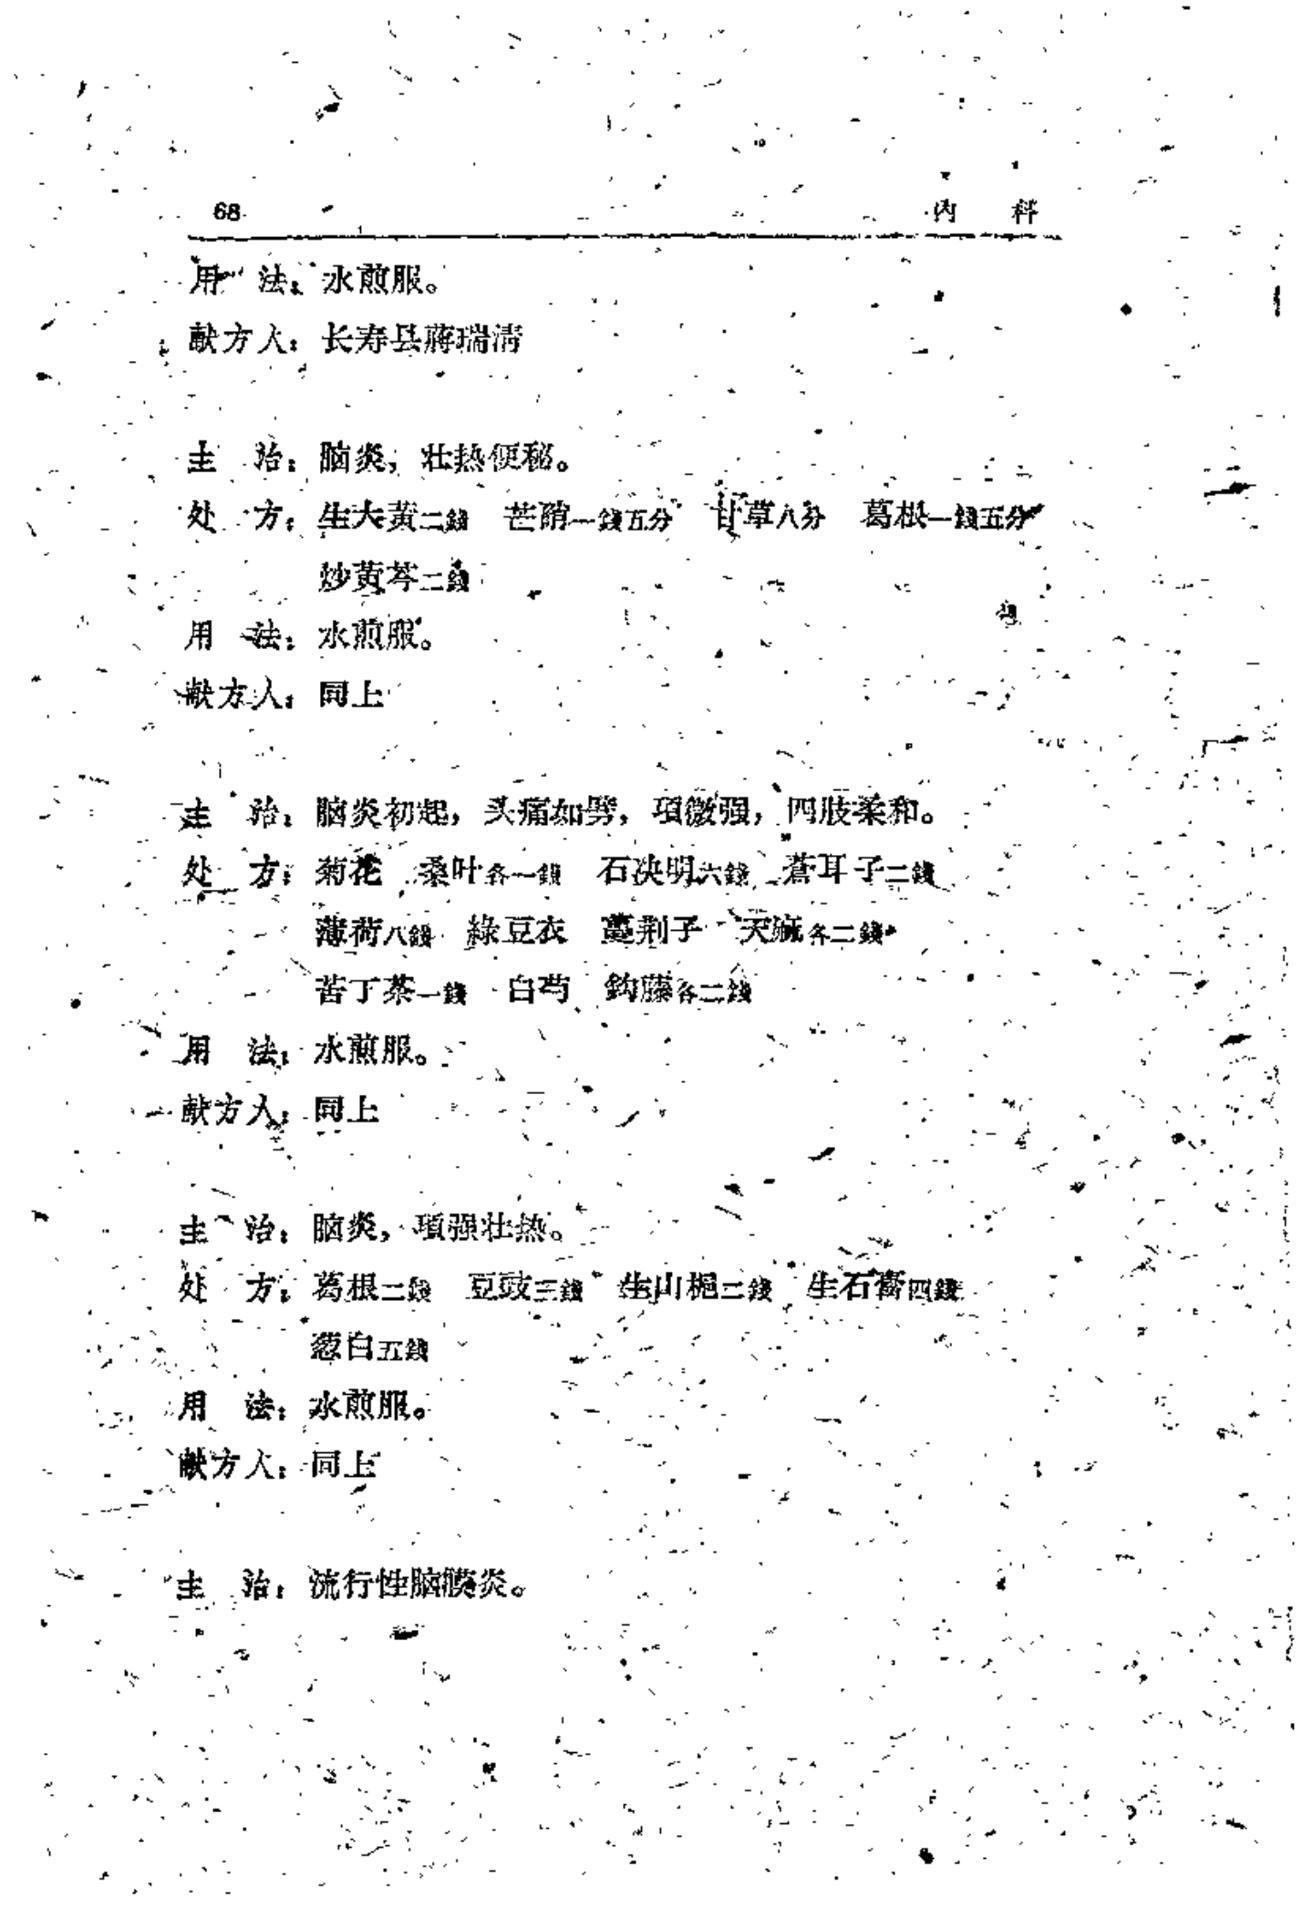 68 内 科
用 法：水煎服。
献方人：长寿县蔣瑞清
主 治：脑炎，壮热便秘。
处 方：生大黄二錢 芒硝一錢五分 甘草八分 葛根一錢五分
炒黄芩二錢
用 法：水煎服。
献方人：同上
主 治：脑炎初起，头痛如劈，項微强，四肢柔和。
处 方：菊花 桑叶各一錢 石决明六錢 蒼耳子二錢
薄荷八錢 綠豆衣 蔓荆子 天麻各二錢
苦丁茶一錢 白芍 鈎藤各二錢
用 法：水煎服。
献方人：同上
主 治：脑炎，項强壮热。
处 方：葛根二錢 豆豉三錢 生山梔二錢 生石膏四錢
葱白五錢
用 法：水煎服。
献方人：同上
主 治：流行性脑膜炎。